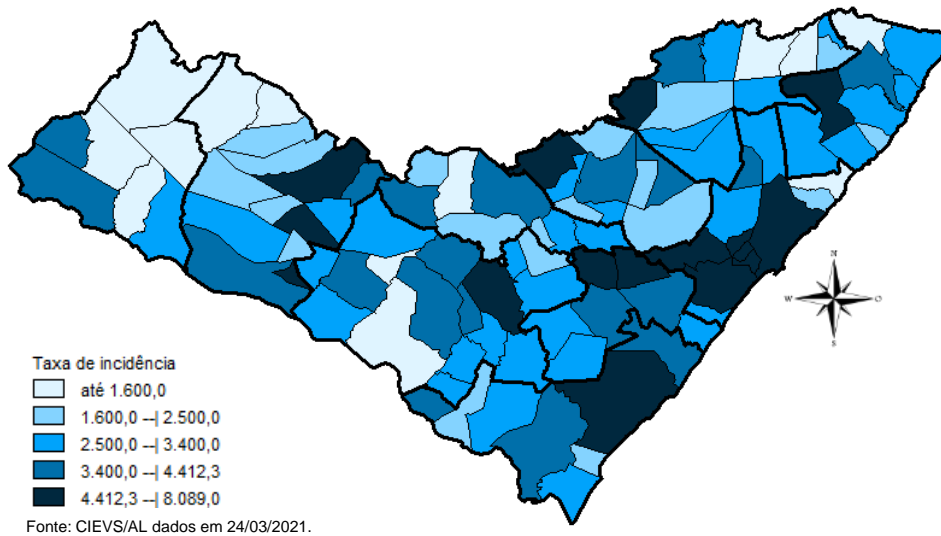 N
W
O
S
Taxa de incidência
até 1.600,0
1.600,0 --| 2.500,0
2.500,0 --| 3.400,0
3.400,0 --| 4.412,3
4.412,3 --| 8.089,0
Fonte: CIEVS/AL dados em 24/03/2021.